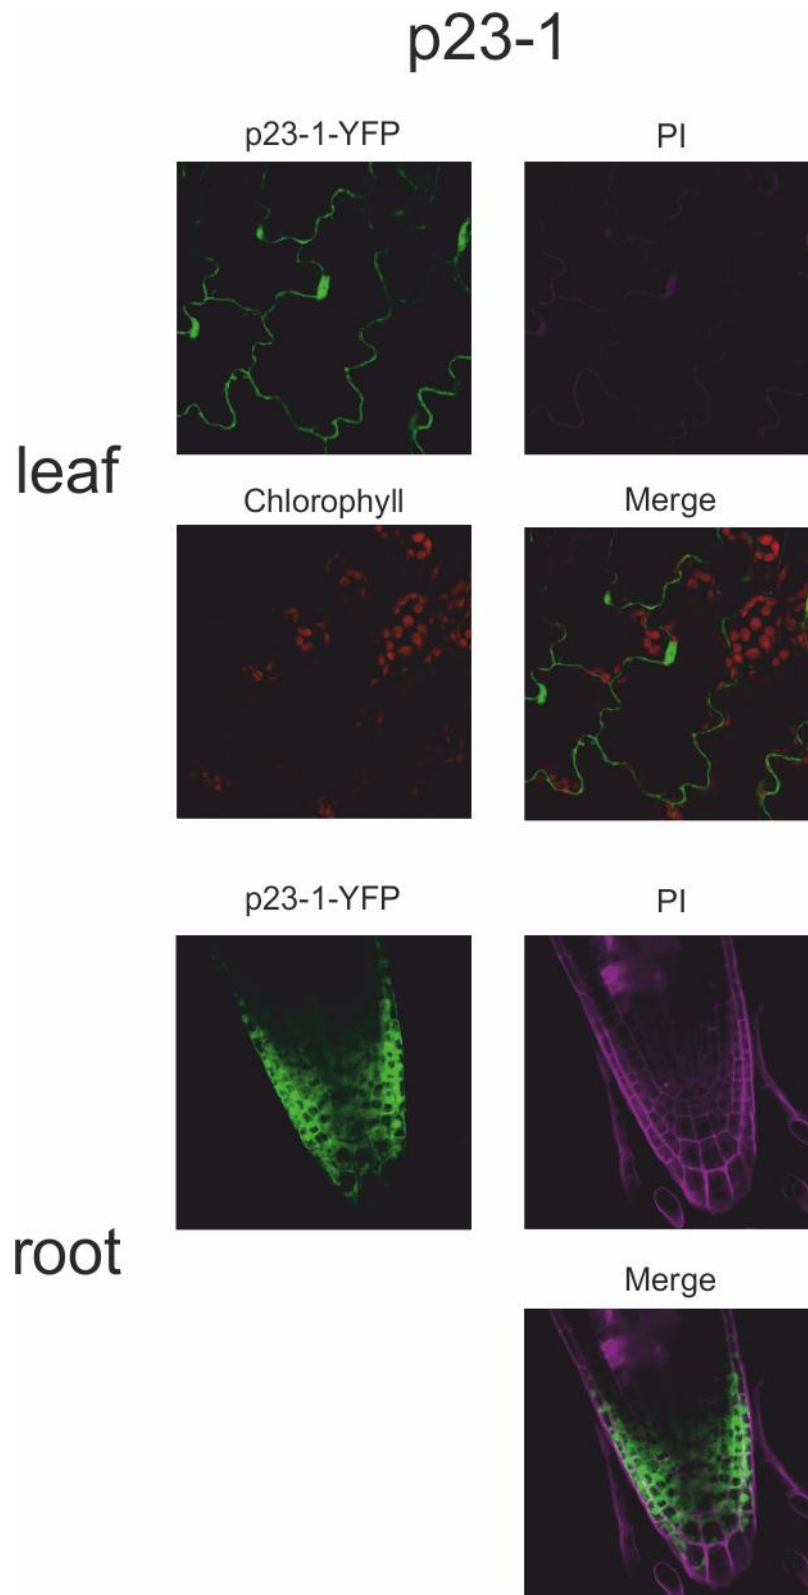 p23-1
p23-1-YFP PI
leaf
Chlorophyll Merge
p23-1-YFP PI
root
Merge